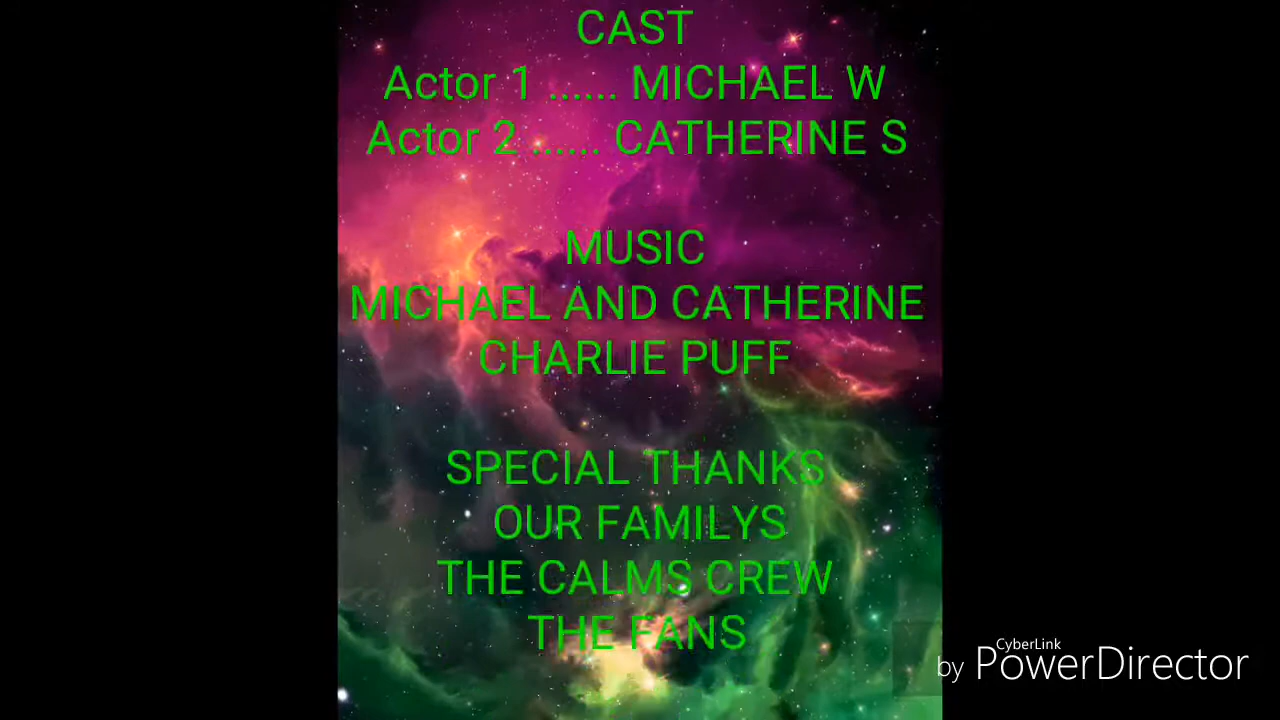 CAST
Actor 1 ...... MICHAEL W
Actor 2 ...... CATHERINE S
MUSIC
MICHAEL AND CATHERINE
CHARLIE PUFF
SPECIAL THANKS
OUR FAMILYS
THE CALMS CREW
THE FANS
CyberLink
by PowerDirector